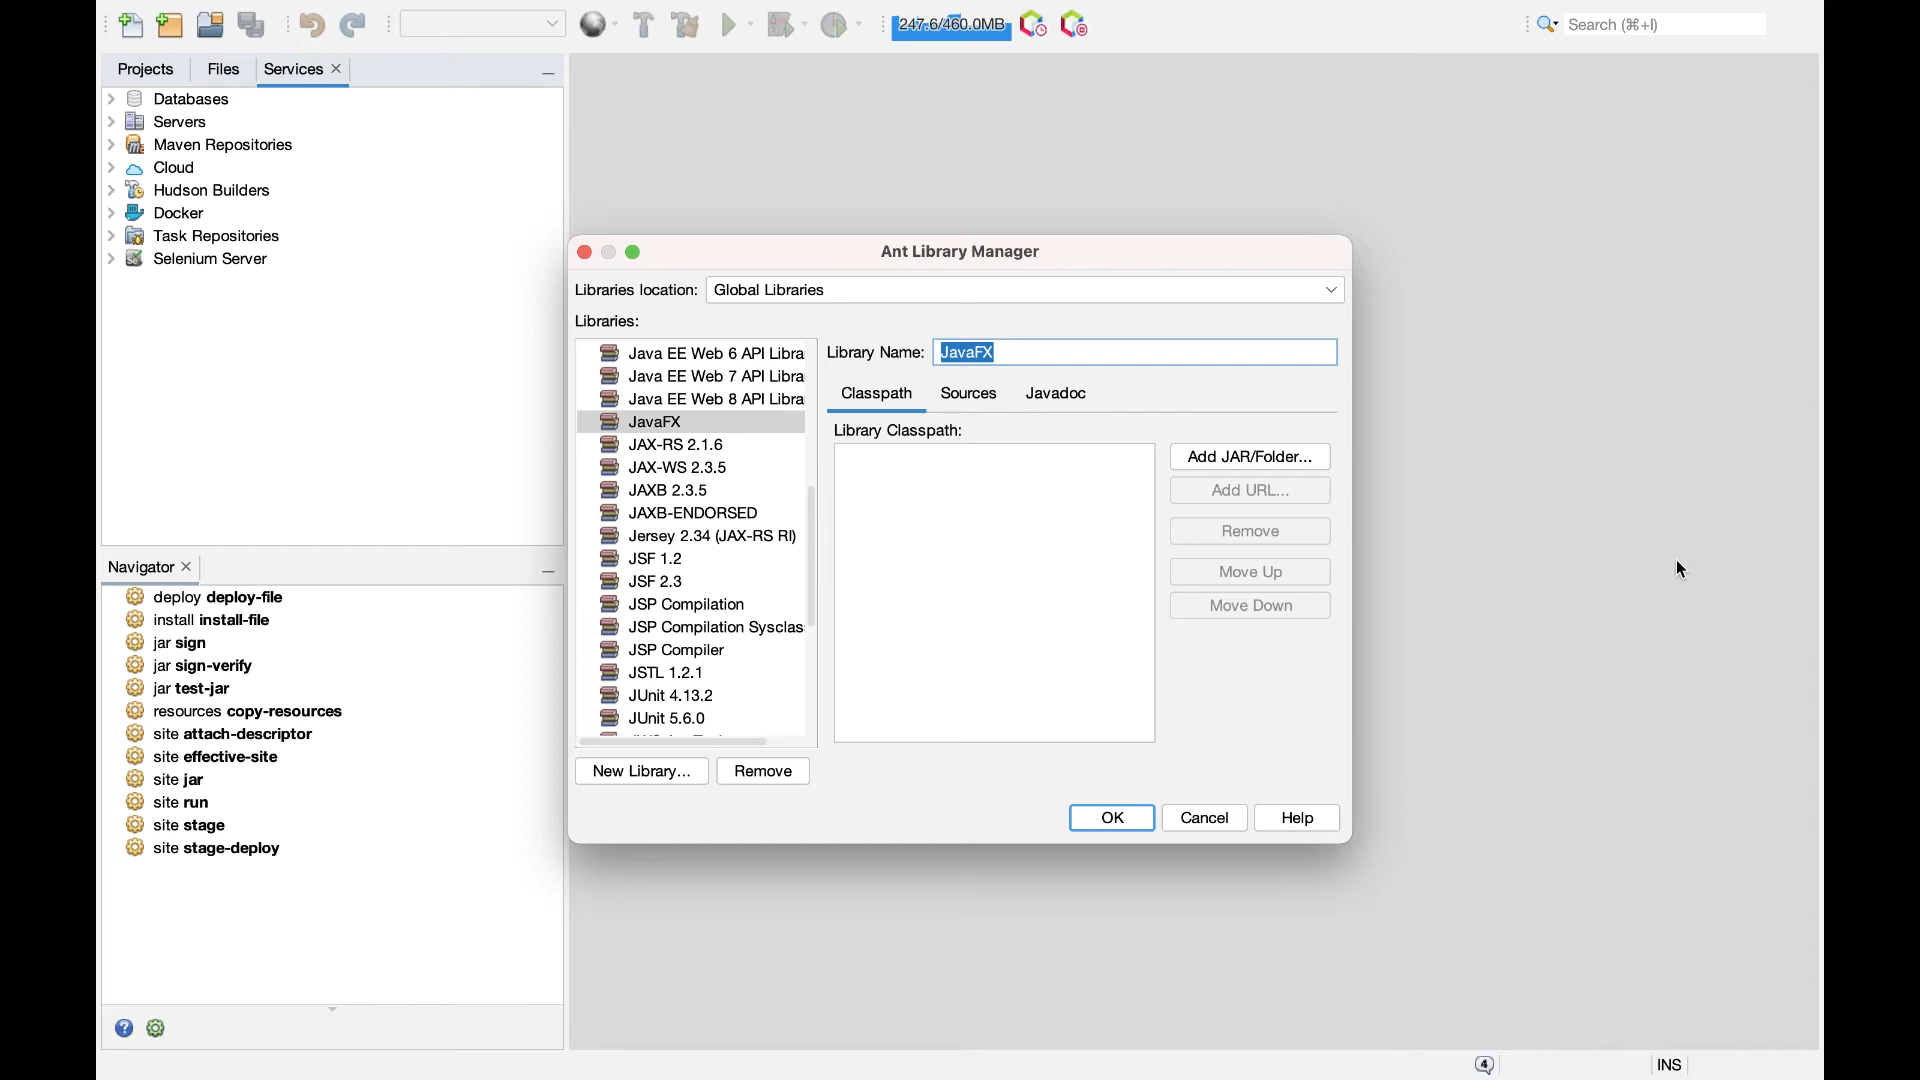 247.6/460.0MB
Search (⌘+I)
Projects
Files
Services
Databases
Servers
Maven Repositories
Cloud
Hudson Builders
Docker
Task Repositories
Selenium Server
Ant Library Manager
Libraries location:
Global Libraries
Libraries:
Java EE Web 6 API Libra
Java EE Web 7 API Libra
Java EE Web 8 API Libra
JavaFX
JAX-RS 2.1.6
JAX-WS 2.3.5
JAXB 2.3.5
JAXB-ENDORSED
Jersey 2.34 (JAX-RS RI)
JSF 1.2
JSF 2.3
JSP Compilation
JSP Compilation Sysclas
JSP Compiler
JSTL 1.2.1
JUnit 4.13.2
JUnit 5.6.0
New Library...
Remove
Library Name:
JavaFX
Classpath
Sources
Javadoc
Library Classpath:
Add JAR/Folder...
Add URL...
Remove
Move Up
Move Down
OK
Cancel
Help
Navigator
deploy deploy-file
install install-file
jar sign
jar sign-verify
jar test-jar
resources copy-resources
site attach-descriptor
site effective-site
site jar
site run
site stage
site stage-deploy
4
INS